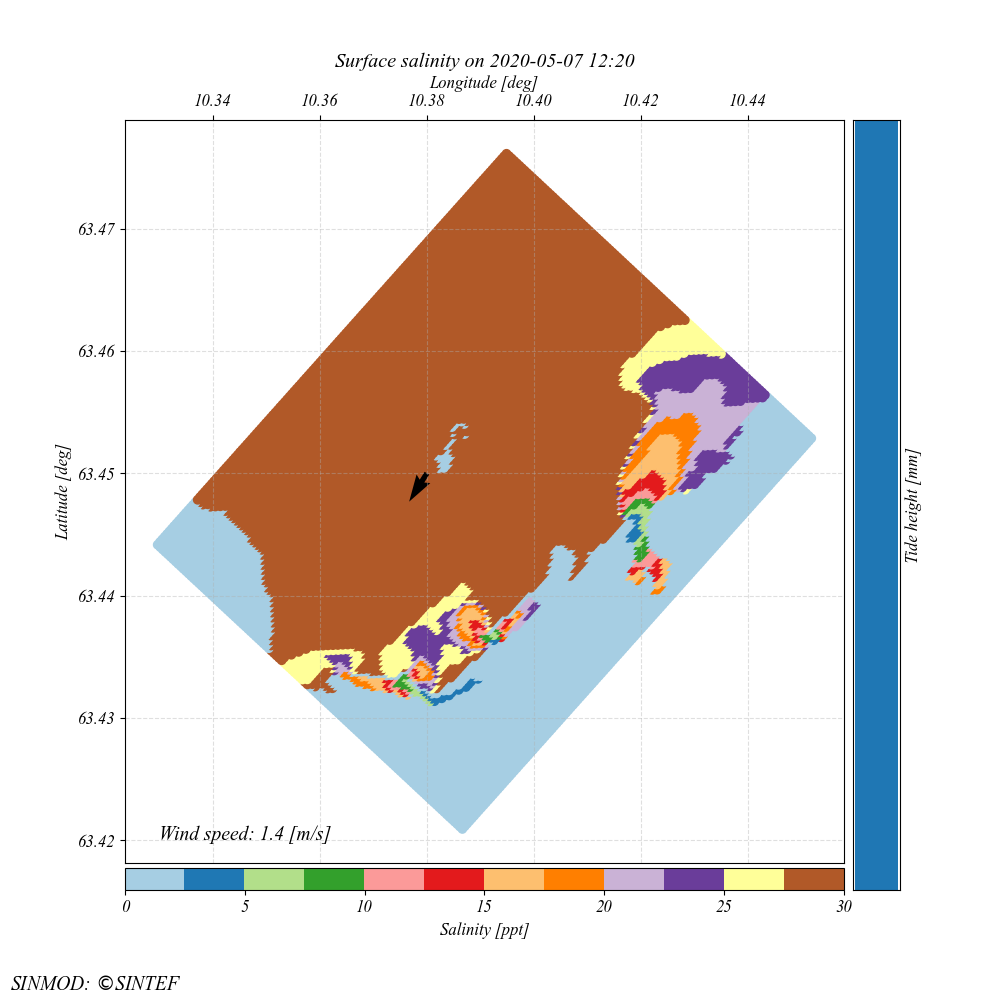 Surface salinity on 2020-05-07 12:20
Longitude [deg]
10.34 10.36 10.38 10.40 10.42 10.44
63.47
63.46
63.45
63.44
63.43
63.42
Latitude [deg]
Tide height [mm]
Wind speed: 1.4 [m/s]
0 5 10 15 20 25 30
Salinity [ppt]
SINMOD: ©SINTEF